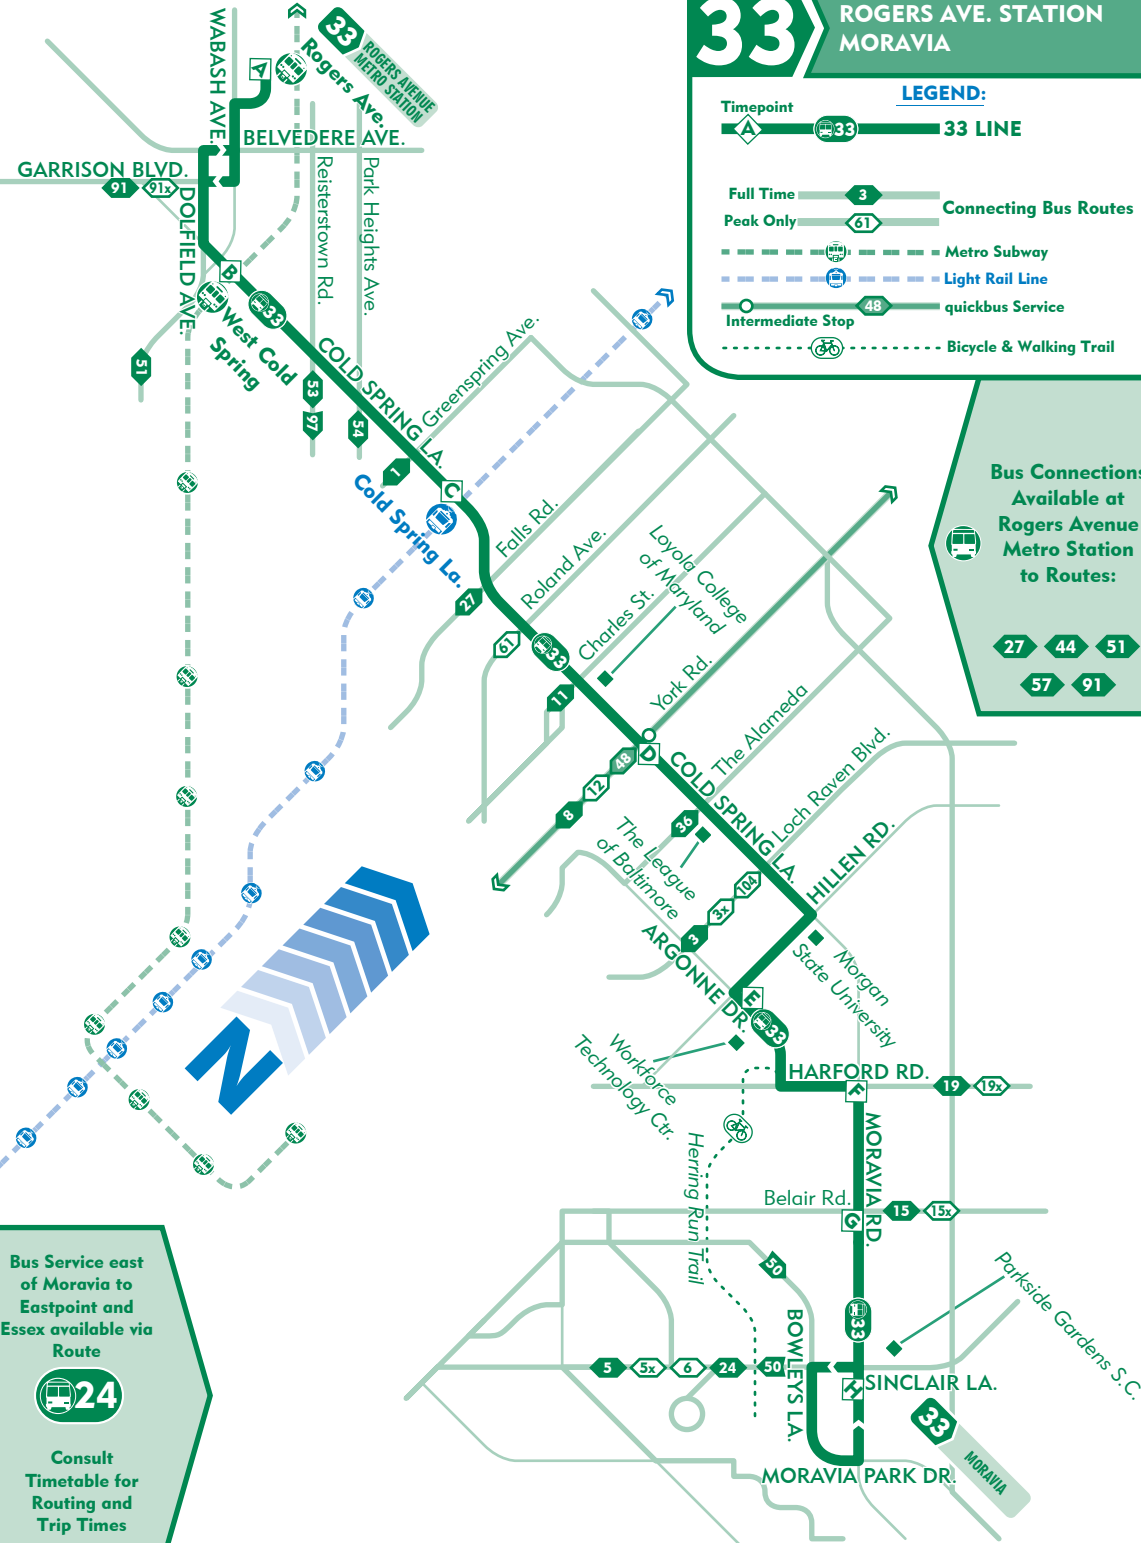 33
ROGERS AVE. STATION
MORAVIA
LEGEND:
Timepoint
A
33
33 LINE
Full Time
3
Peak Only
61
Connecting Bus Routes
Metro Subway
Light Rail Line
48
quickbus Service
Intermediate Stop
Bicycle & Walking Trail
Bus Connections
Available at
Rogers Avenue
Metro Station
to Routes:
27 44 51
57 91
WABASH AVE.
A
Rogers Ave.
33
ROGERS AVENUE
METRO STATION
BELVEDERE AVE.
GARRISON BLVD.
91 91x
DOLFIELD AVE.
Reisterstown Rd.
Park Heights Ave.
B
33
West Cold
Spring
51
53
97
54
COLD SPRING LA.
Greenspring Ave.
1
C
Cold Spring La.
Falls Rd.
27
Roland Ave.
61
33
Charles St.
11
Loyola College
of Maryland
York Rd.
D
48
12
8
COLD SPRING LA.
The Alameda
36
The League
of Baltimore
Loch Raven Blvd.
104
3x
3
HILLEN RD.
Morgan
State University
ARGONNE DR.
E
33
Workforce
Technology Ctr.
HARFORD RD.
F
19 19x
MORAVIA RD.
Herring Run Trail
Belair Rd.
G
15 15x
50
33
Parkside Gardens S.C.
BOWLEYS LA.
5 5x 6 24 50
H
SINCLAIR LA.
33
MORAVIA
MORAVIA PARK DR.
N
Bus Service east
of Moravia to
Eastpoint and
Essex available via
Route
24
Consult
Timetable for
Routing and
Trip Times